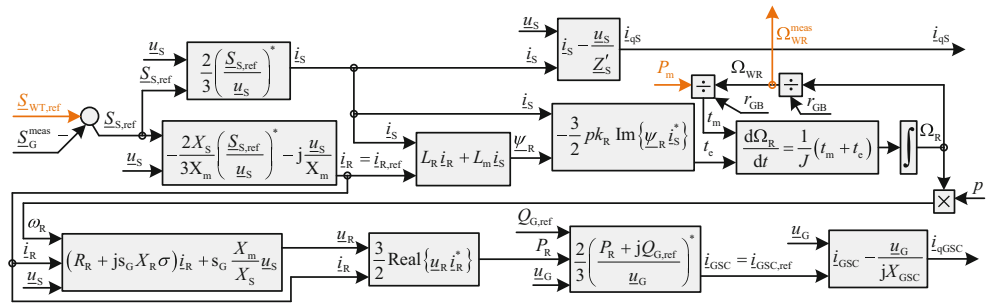 u_S
S_S,ref
2/3 (S_S,ref / u_S)^*
i_S
u_S
i_S
i_S − u_S / Z′_S
i_qS
i_qS
Ω_WR^meas
S_WT,ref
S_G^meas −
S_S,ref
u_S
−2X_S / 3X_m (S_S,ref / u_S)^* − j u_S / X_m
i_R = i_R,ref
i_S
L_R i_R + L_m i_S
ψ_R
i_S
−3/2 p k_R Im{ψ_R i_S^*}
P_m
÷
Ω_WR
÷
r_GB
r_GB
t_m
t_e
dΩ_R / dt = 1/J (t_m + t_e)
∫
Ω_R
×
p
ω_R
i_R
u_S
(R_R + js_G X_R σ) i_R + s_G X_m / X_S u_S
u_R
i_R
3/2 Real{u_R i_R^*}
Q_G,ref
P_R
u_G
2/3 (P_R + jQ_G,ref / u_G)^*
i_GSC = i_GSC,ref
u_G
i_GSC − u_G / jX_GSC
i_qGSC